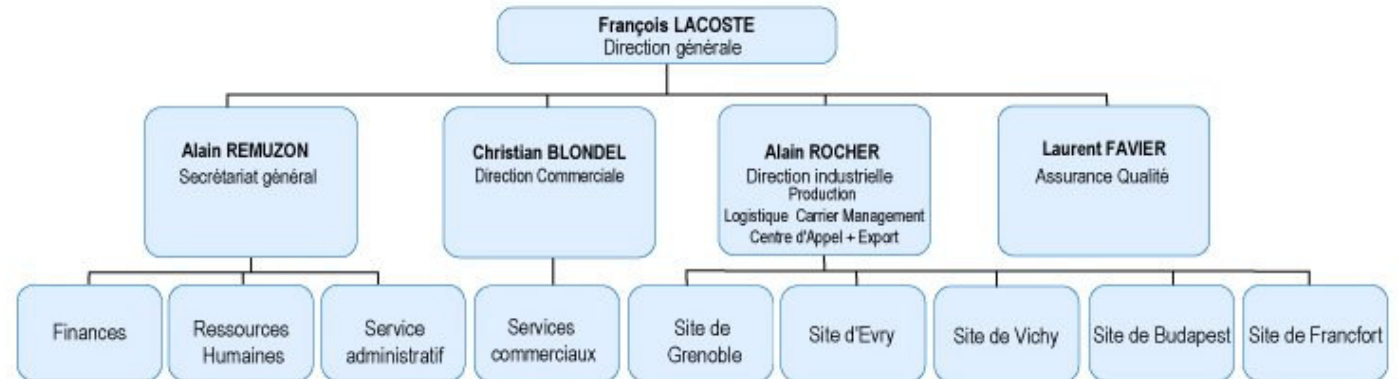 François LACOSTE
Direction générale
Alain REMUZON
Secrétariat général
Christian BLONDEL
Direction Commerciale
Alain ROCHER
Direction industrielle
Production
Logistique Carrier Management
Centre d'Appel + Export
Laurent FAVIER
Assurance Qualité
Finances
Ressources
Humaines
Service
administratif
Services
commerciaux
Site de
Grenoble
Site d'Evry
Site de Vichy
Site de Budapest
Site de Francfort